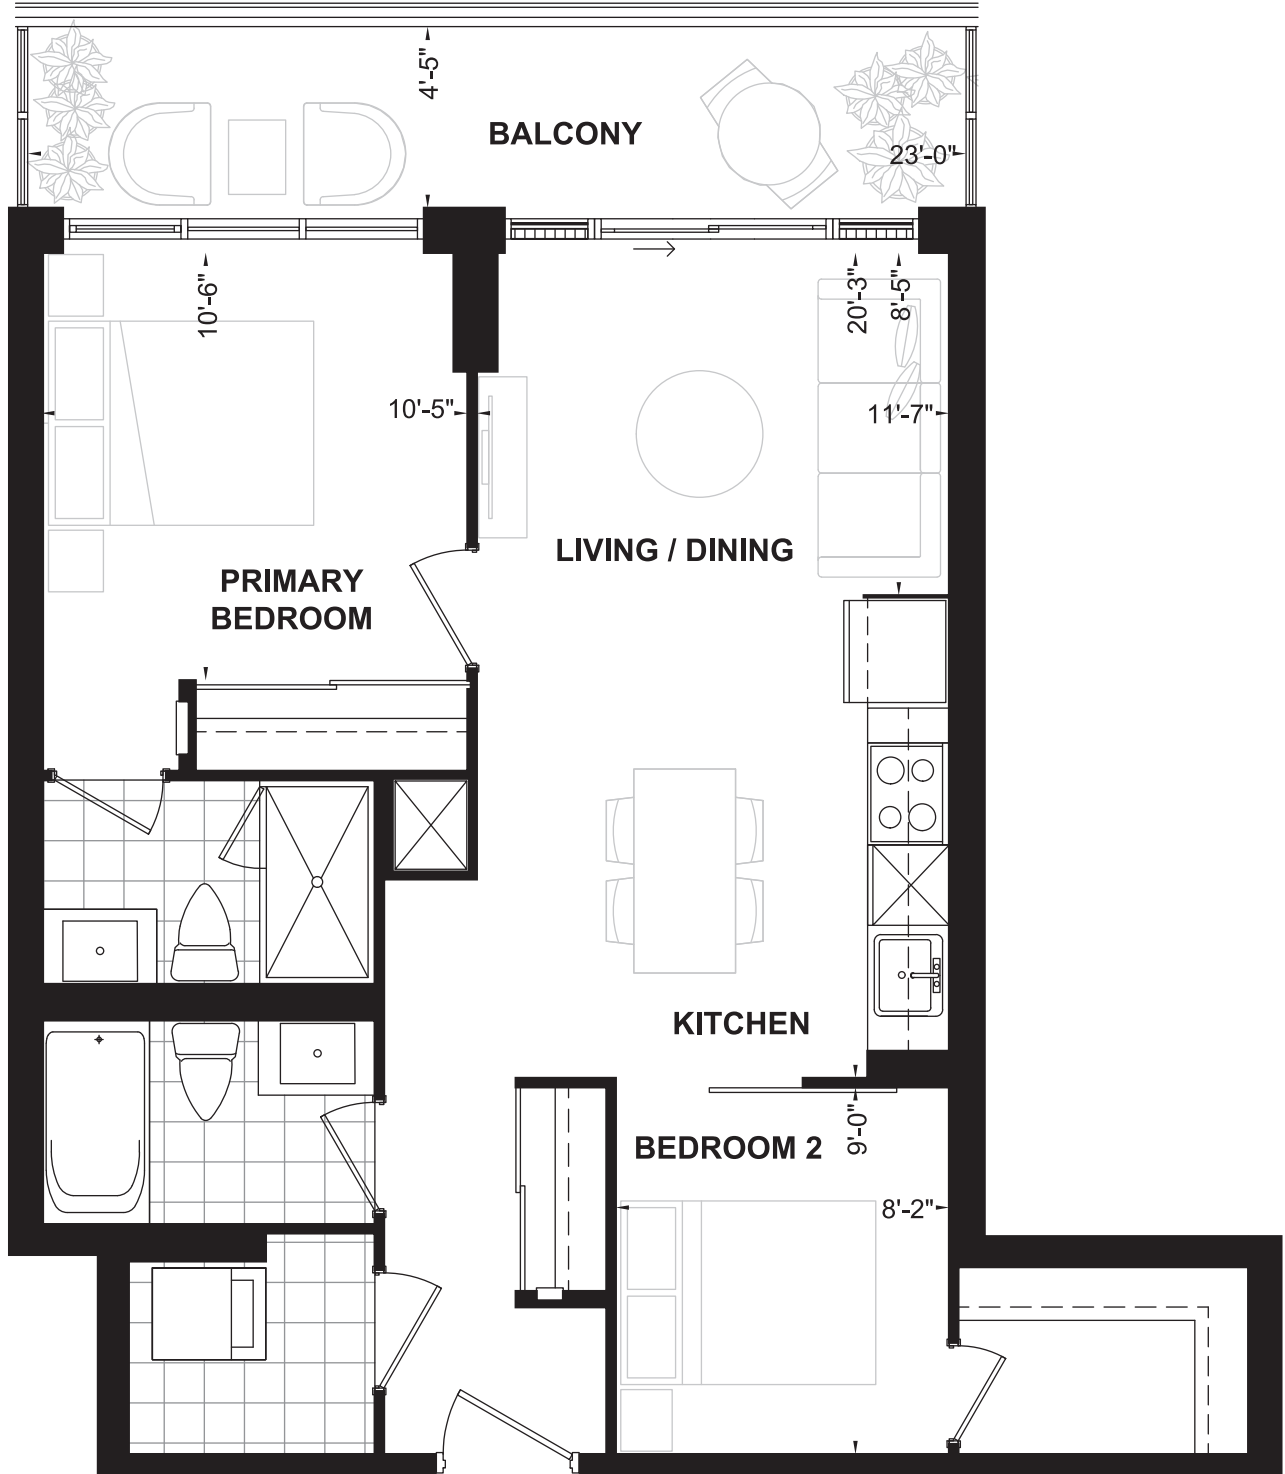 4'-5"
BALCONY
23'-0"
10'-6"
20'-3"
8'-5"
10'-5"
11'-7"
LIVING / DINING
PRIMARY
BEDROOM
KITCHEN
BEDROOM 2
9'-0"
8'-2"